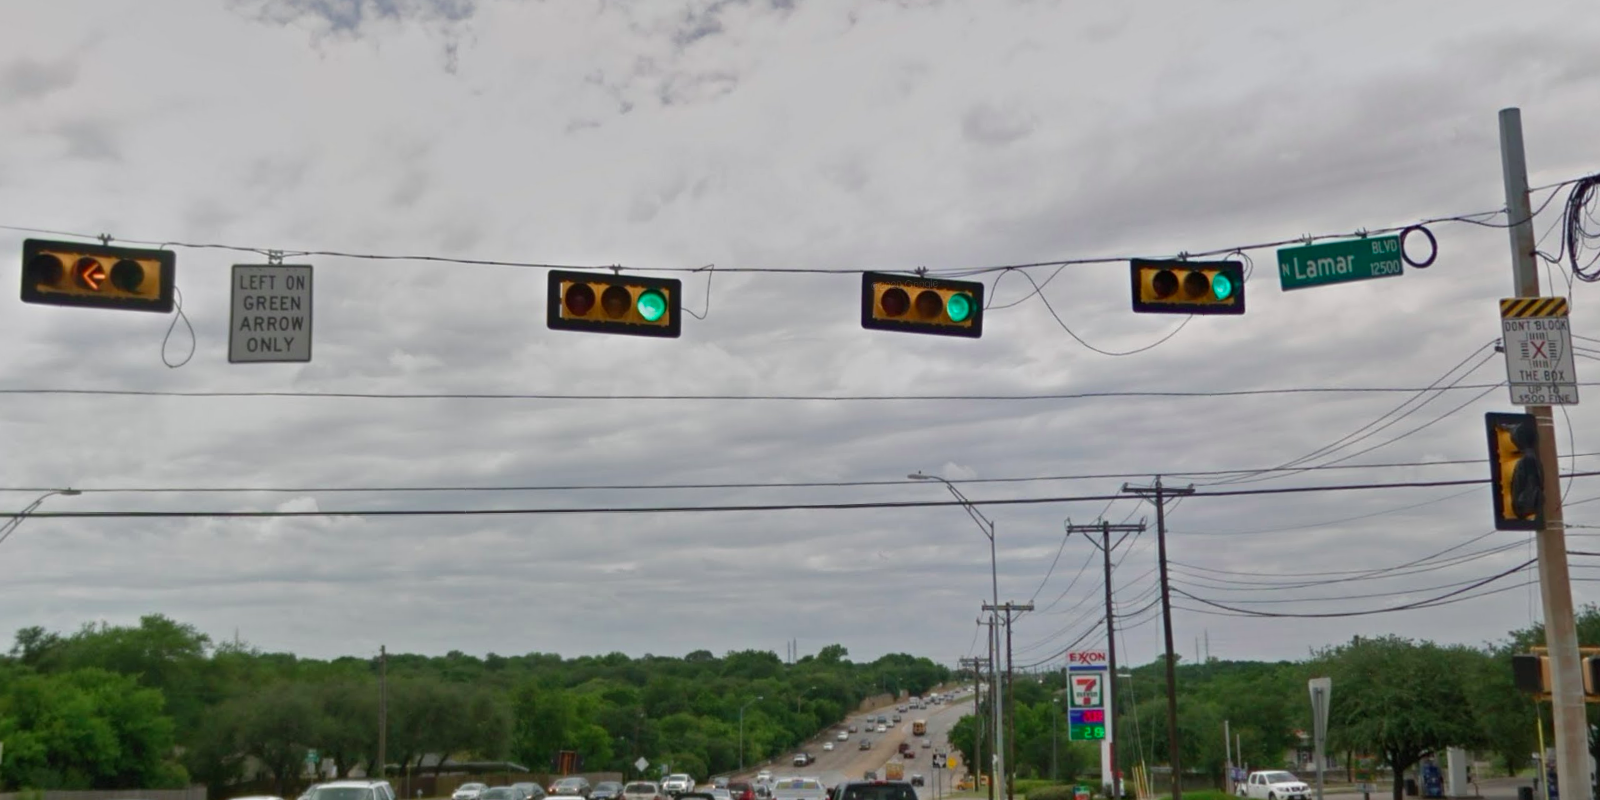 LEFT ON
GREEN
ARROW
ONLY
N Lamar BLVD
12500
DON'T BLOCK
THE BOX
UP TO
$500 FINE
EXXON
7
ELEVEN